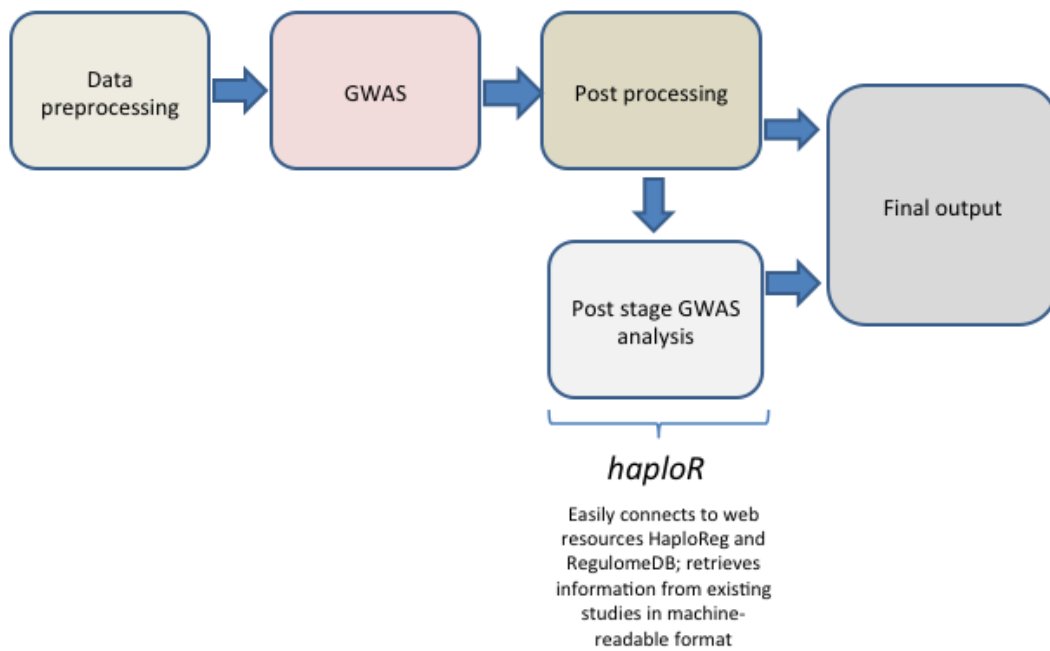 Data
preprocessing
GWAS
Post processing
Final output
Post stage GWAS
analysis
haploR
Easily connects to web
resources HaploReg and
RegulomeDB; retrieves
information from existing
studies in machine-
readable format